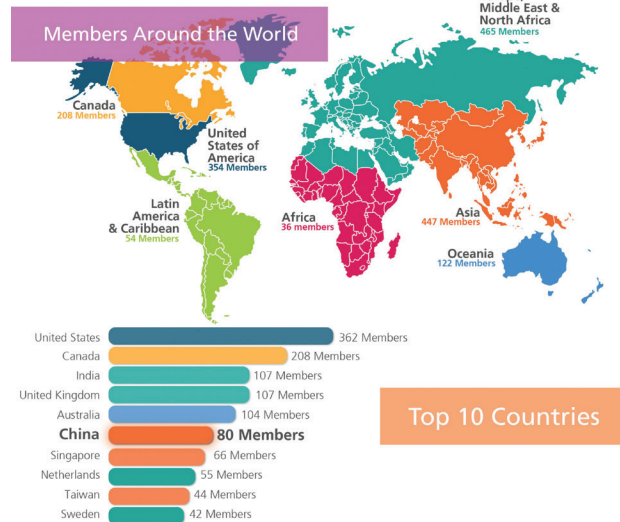 Members Around the World
Middle East &
North Africa
465 Members
Canada
208 Members
United
States of
America
354 Members
Latin
America
& Caribbean
54 Members
Africa
36 members
Asia
447 Members
Oceania
122 Members
United States 362 Members
Canada 208 Members
India 107 Members
United Kingdom 107 Members
Australia 104 Members
China 80 Members
Singapore 66 Members
Netherlands 55 Members
Taiwan 44 Members
Sweden 42 Members
Top 10 Countries